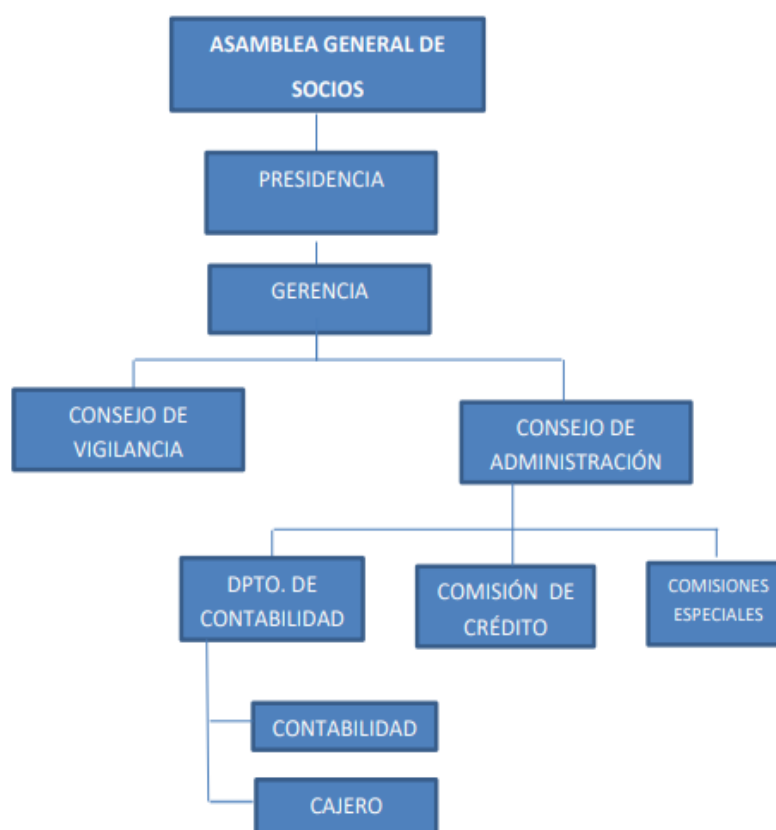 ASAMBLEA GENERAL DE
SOCIOS
PRESIDENCIA
GERENCIA
CONSEJO DE
VIGILANCIA
CONSEJO DE
ADMINISTRACIÓN
DPTO. DE
CONTABILIDAD
COMISIÓN DE
CRÉDITO
COMISIONES
ESPECIALES
CONTABILIDAD
CAJERO